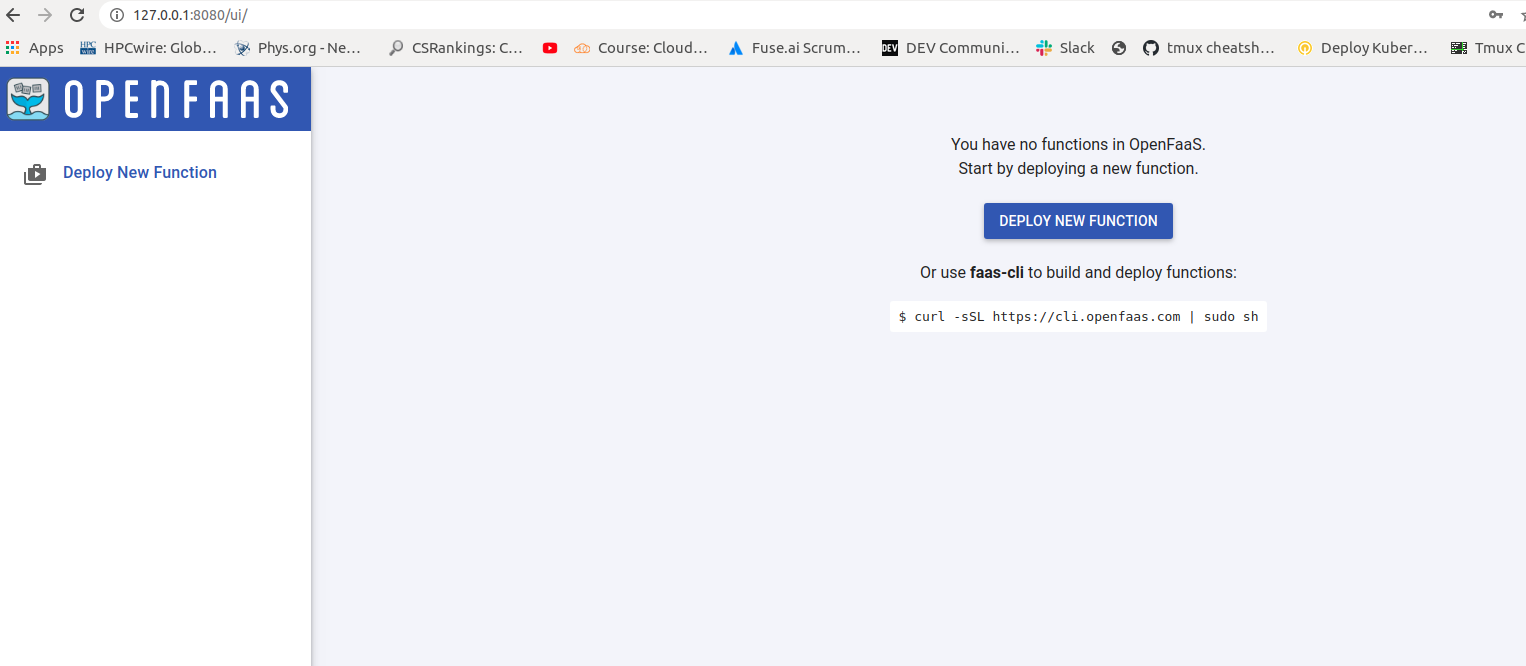 127.0.0.1:8080/ui/
Apps HPC wire HPCwire: Glob… Phys.org - Ne… CSRankings: C… Course: Cloud… Fuse.ai Scrum… DEV DEV Communi… Slack tmux cheatsh… Deploy Kuber… Tmux C
OPENFAAS
Deploy New Function
You have no functions in OpenFaaS.
Start by deploying a new function.
DEPLOY NEW FUNCTION
Or use faas-cli to build and deploy functions:
$ curl -sSL https://cli.openfaas.com | sudo sh